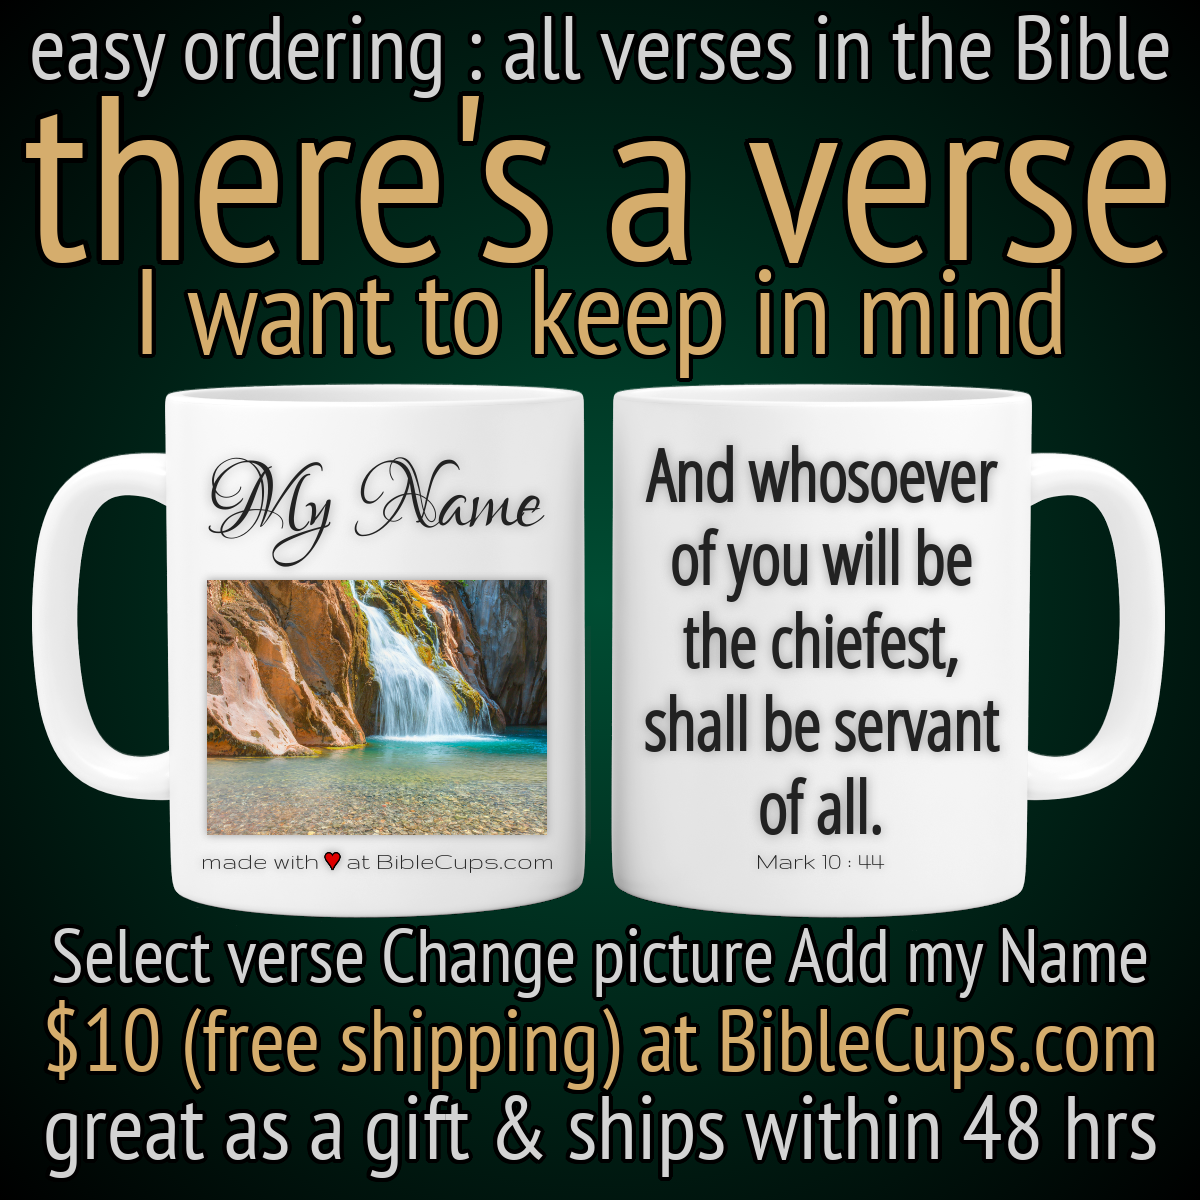 easy ordering : all verses in the Bible
there's a verse
I want to keep in mind
My Name
made with ♥ at BibleCups.com
And whosoever
of you will be
the chiefest,
shall be servant
of all.
Mark 10 : 44
Select verse Change picture Add my Name
$10 (free shipping) at BibleCups.com
great as a gift & ships within 48 hrs